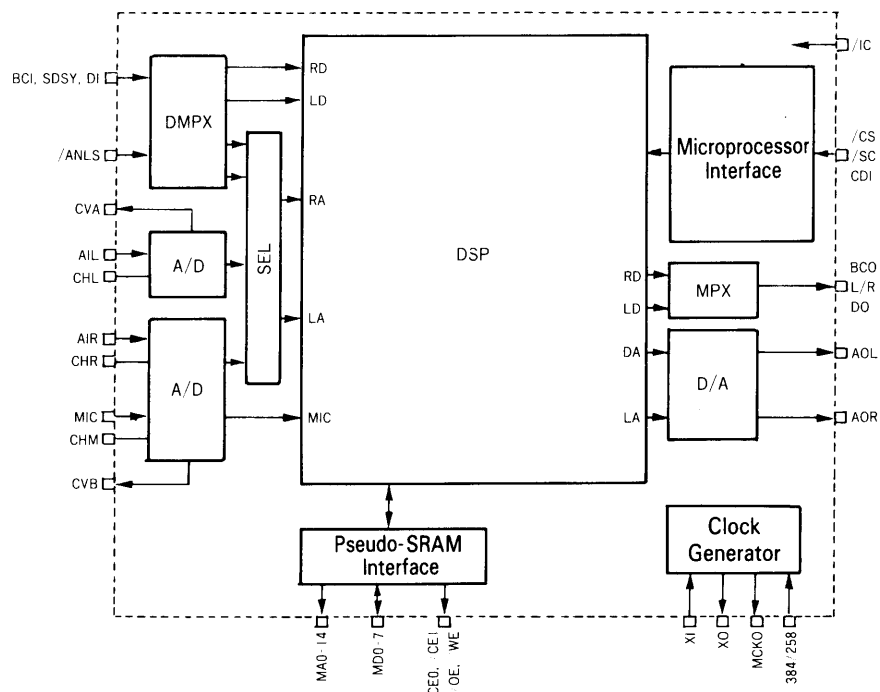 BCI, SDSY, DI
/ANLS
CVA
AIL
CHL
AIR
CHR
MIC
CHM
CVB
DMPX
A/D
A/D
SEL
RD
LD
RA
LA
MIC
DSP
RD
LD
DA
LA
/IC
Microprocessor
Interface
/CS
/SC
CDI
MPX
BCO
L/R
DO
D/A
AOL
AOR
Pseudo-SRAM
Interface
Clock
Generator
MA0-14
MD0-7
CE0, /CE1
/OE, /WE
XI
XO
MCKO
384/258